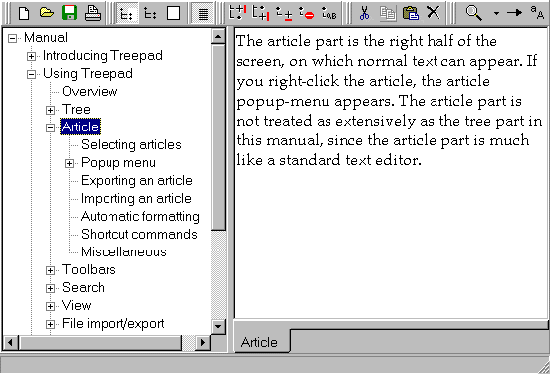 Manual
Introducing Treepad
Using Treepad
Overview
Tree
Article
Selecting articles
Popup menu
Exporting an article
Importing an article
Automatic formatting
Shortcut commands
Miscellaneous
Toolbars
Search
View
File import/export
The article part is the right half of the
screen, on which normal text can appear. If
you right-click the article, the article
popup-menu appears. The article part is
not treated as extensively as the tree part in
this manual, since the article part is much
like a standard text editor.
Article